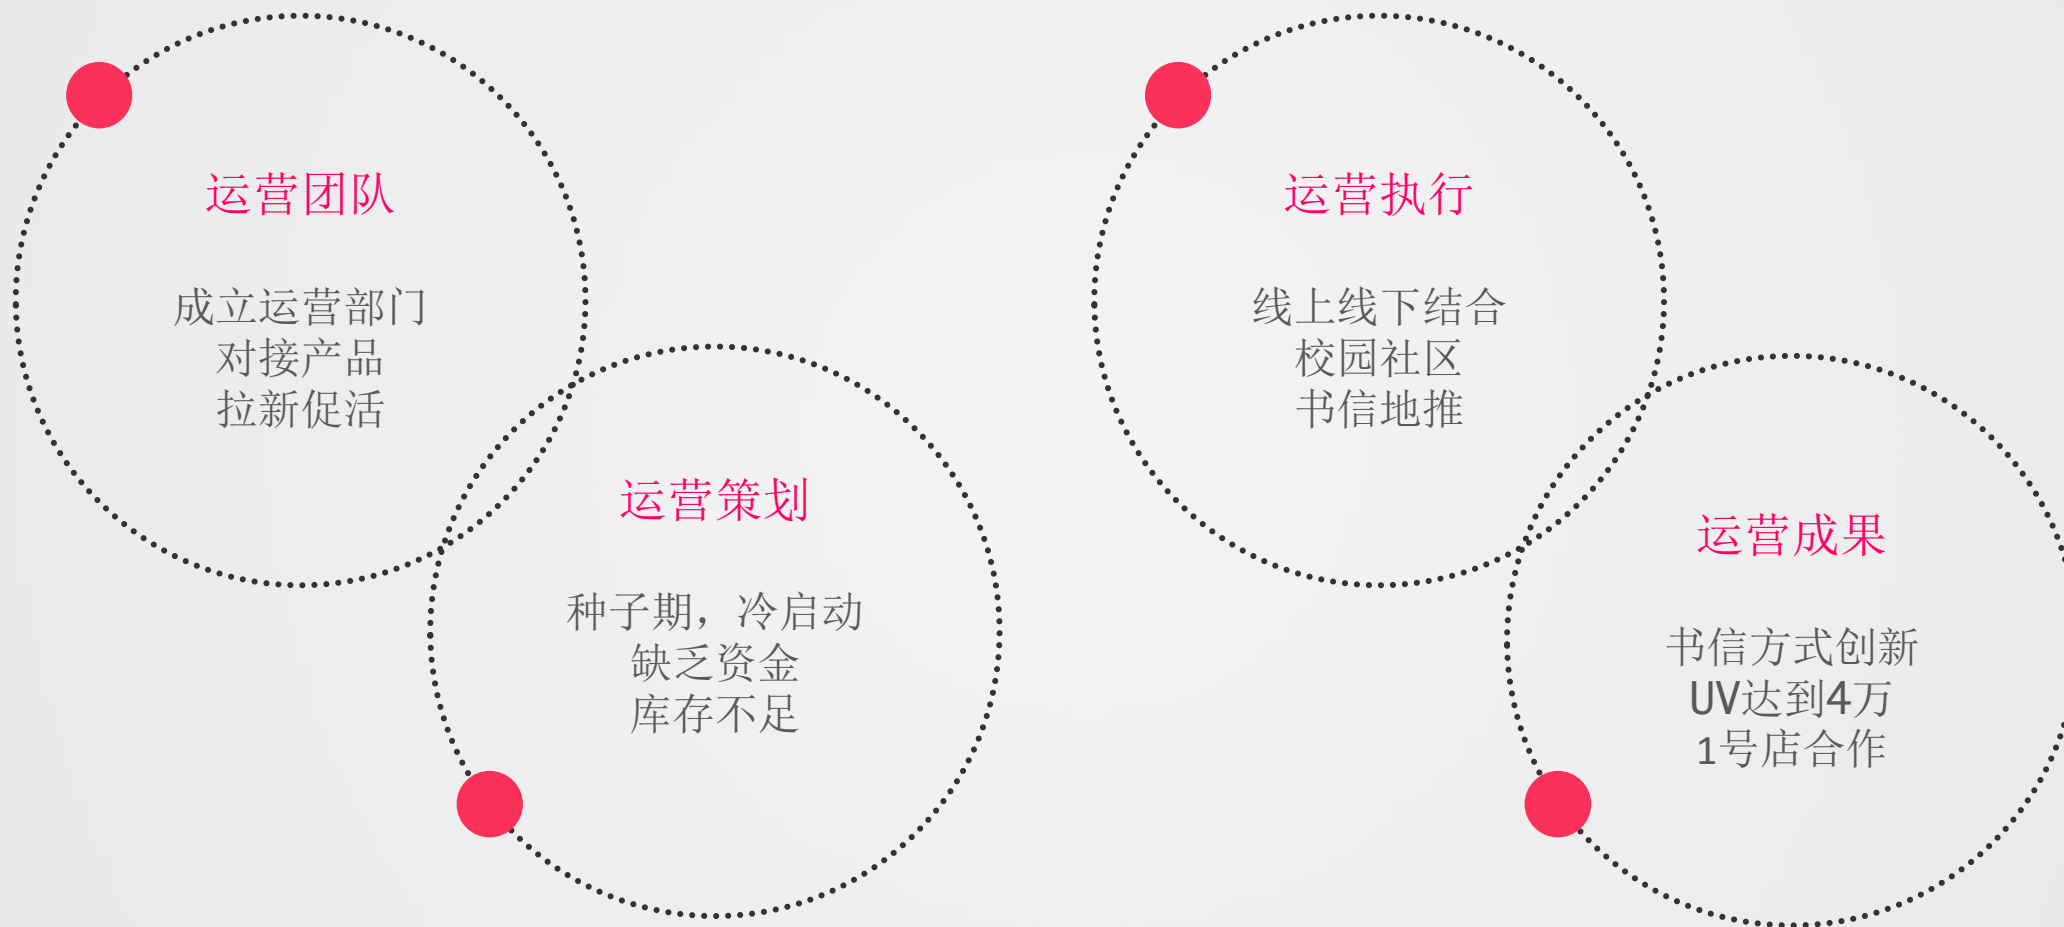 运营团队
成立运营部门
对接产品
拉新促活
运营策划
种子期，冷启动
缺乏资金
库存不足
运营执行
线上线下结合
校园社区
书信地推
运营成果
书信方式创新
UV达到4万
1号店合作